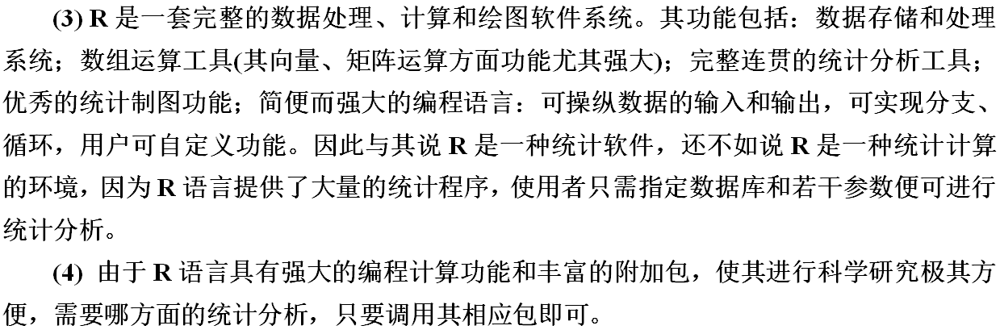 (3) R 是一套完整的数据处理、计算和绘图软件系统。其功能包括：数据存储和处理
系统；数组运算工具(其向量、矩阵运算方面功能尤其强大)；完整连贯的统计分析工具；
优秀的统计制图功能；简便而强大的编程语言：可操纵数据的输入和输出，可实现分支、
循环，用户可自定义功能。因此与其说 R 是一种统计软件，还不如说 R 是一种统计计算
的环境，因为 R 语言提供了大量的统计程序，使用者只需指定数据库和若干参数便可进行
统计分析。
(4) 由于 R 语言具有强大的编程计算功能和丰富的附加包，使其进行科学研究极其方
便，需要哪方面的统计分析，只要调用其相应包即可。